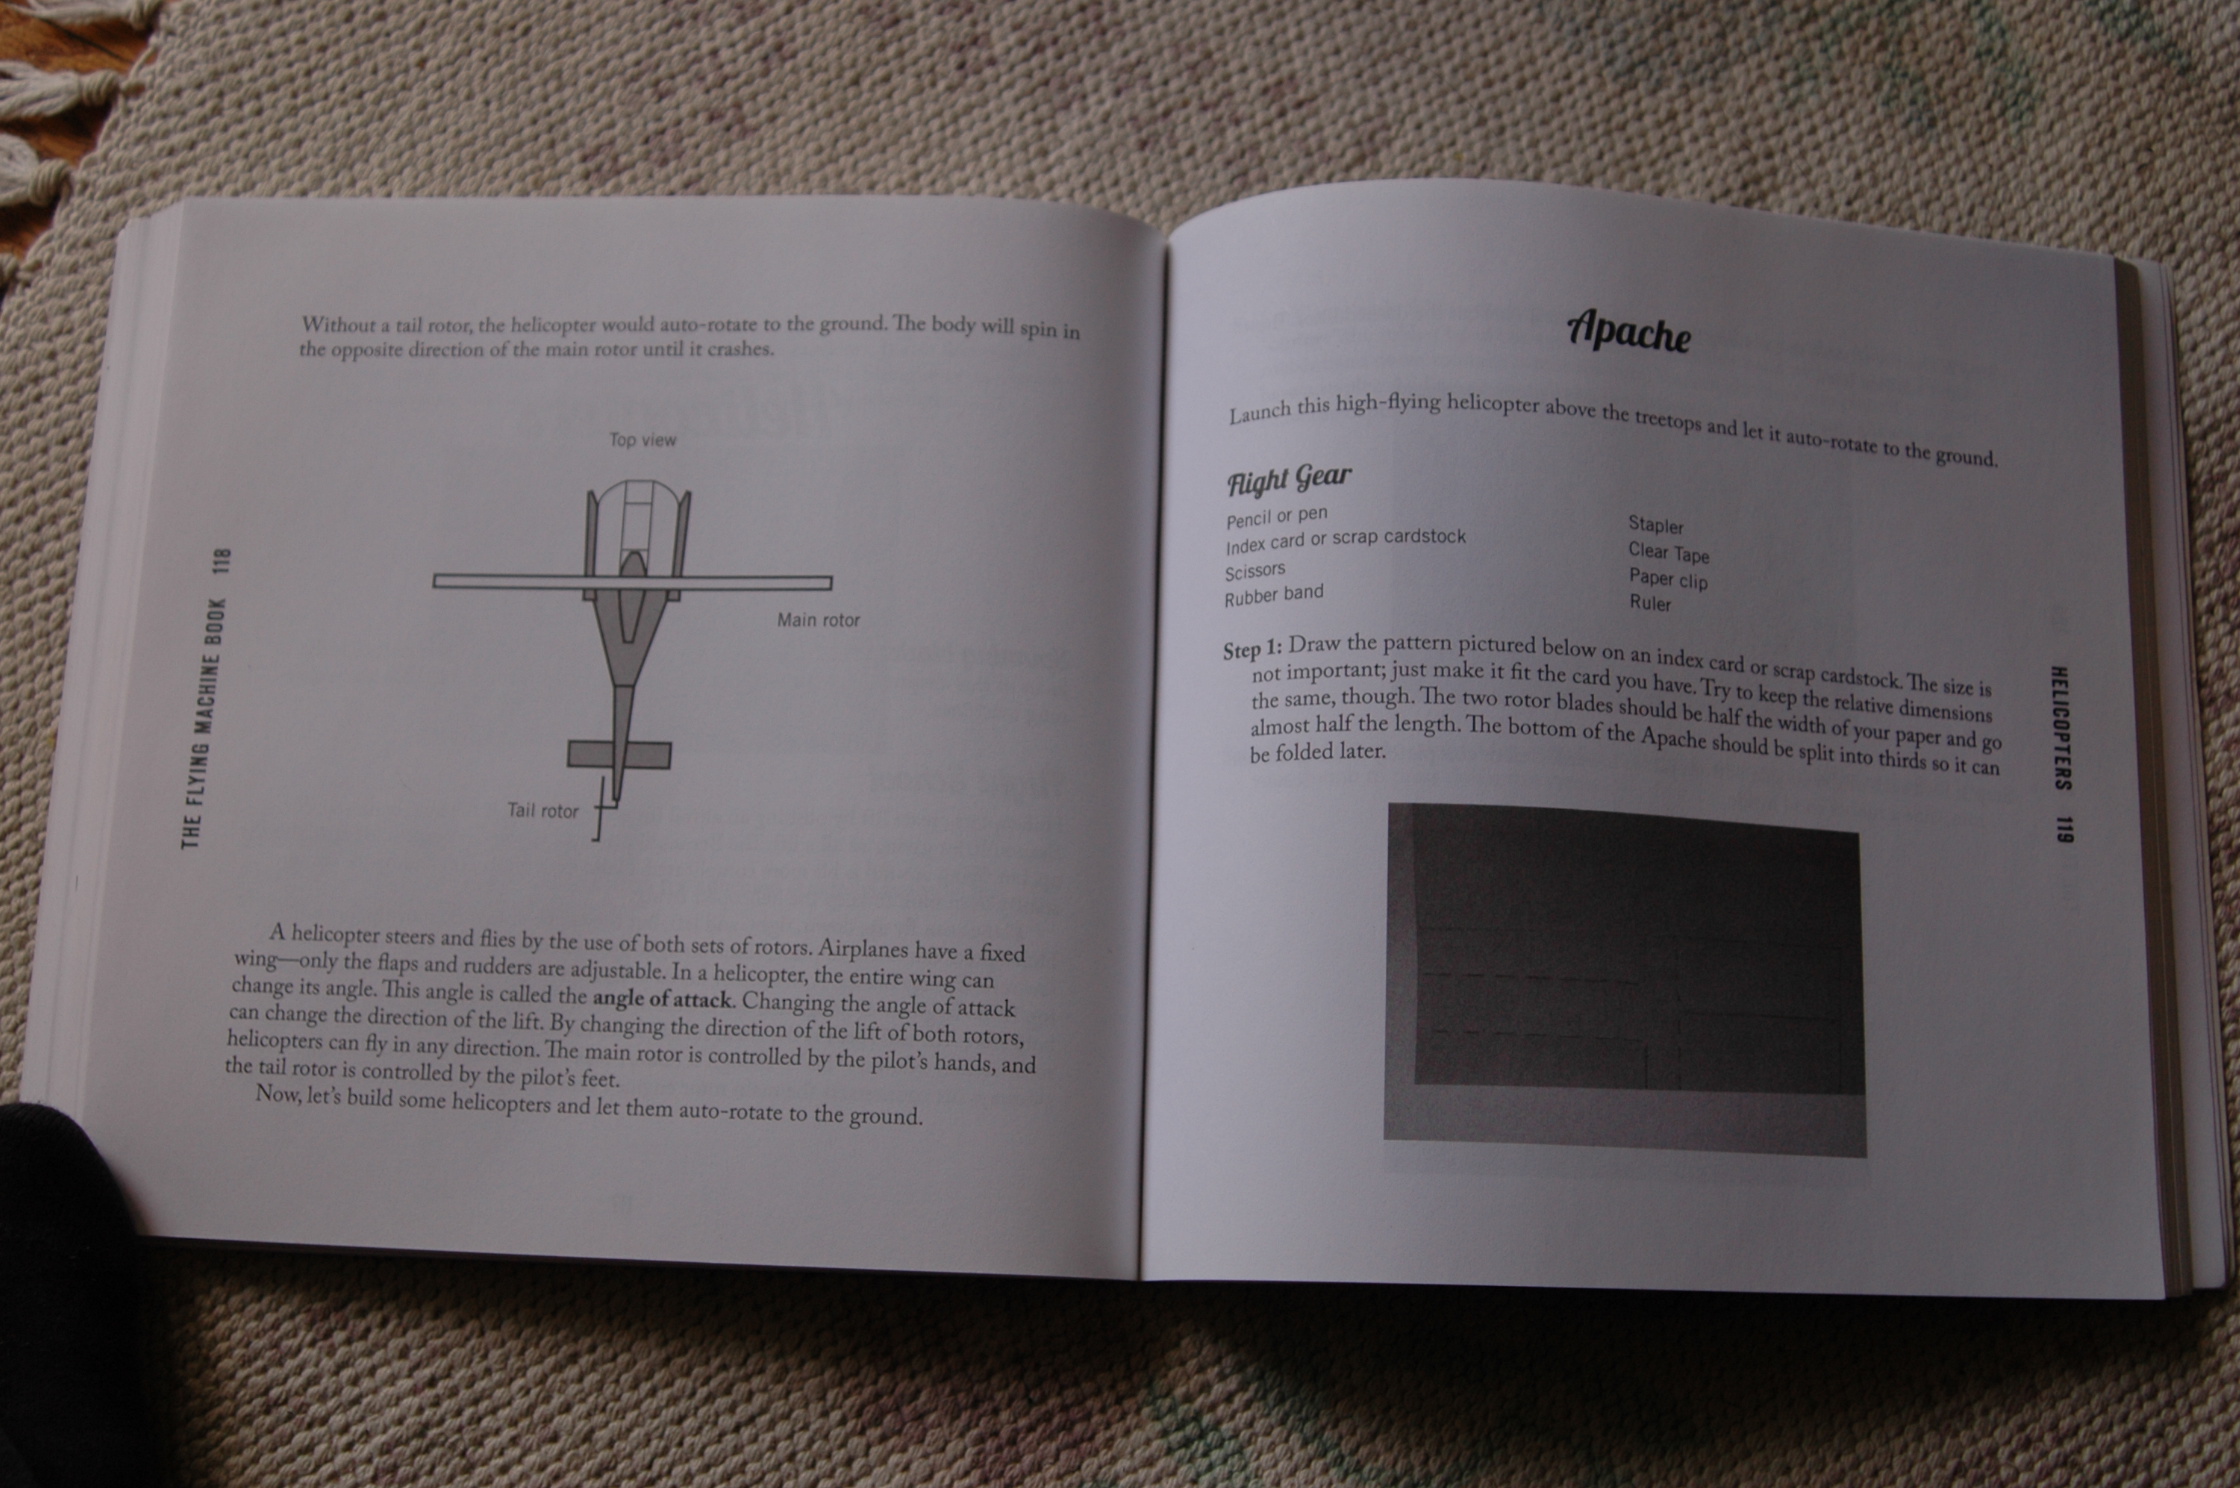 Without a tail rotor, the helicopter would auto-rotate to the ground. The body will spin in
the opposite direction of the main rotor until it crashes.
Top view
Main rotor
Tail rotor
A helicopter steers and flies by the use of both sets of rotors. Airplanes have a fixed
wing—only the flaps and rudders are adjustable. In a helicopter, the entire wing can
change its angle. This angle is called the angle of attack. Changing the angle of attack
can change the direction of the lift. By changing the direction of the lift of both rotors,
helicopters can fly in any direction. The main rotor is controlled by the pilot's hands, and
the tail rotor is controlled by the pilot's feet.
Now, let's build some helicopters and let them auto-rotate to the ground.
THE FLYING MACHINE BOOK 118
Apache
Launch this high-flying helicopter above the treetops and let it auto-rotate to the ground.
Flight Gear
Pencil or pen
Index card or scrap cardstock
Scissors
Rubber band
Stapler
Clear Tape
Paper clip
Ruler
Step 1: Draw the pattern pictured below on an index card or scrap cardstock. The size is
not important; just make it fit the card you have. Try to keep the relative dimensions
the same, though. The two rotor blades should be half the width of your paper and go
almost half the length. The bottom of the Apache should be split into thirds so it can
be folded later.
HELICOPTERS 119